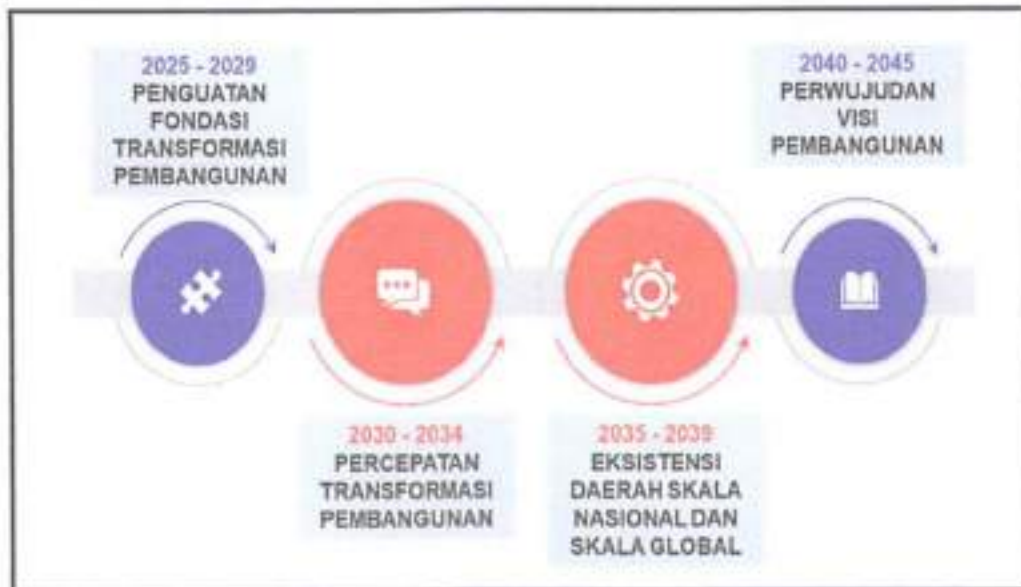 2025 - 2029
PENGUATAN
FONDASI
TRANSFORMASI
PEMBANGUNAN
2030 - 2034
PERCEPATAN
TRANSFORMASI
PEMBANGUNAN
2035 - 2039
EKSISTENSI
DAERAH SKALA
NASIONAL DAN
SKALA GLOBAL
2040 - 2045
PERWUJUDAN
VISI
PEMBANGUNAN